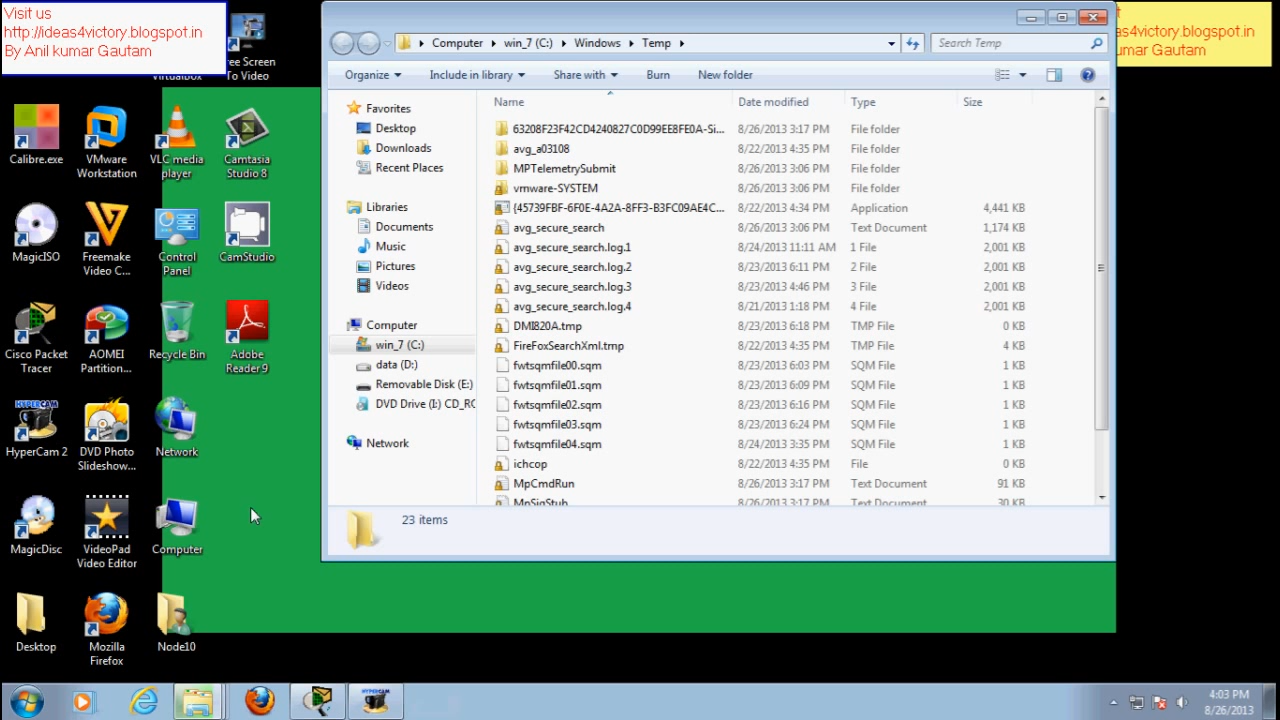 Visit us
http://ideas4victory.blogspot.in
By Anil kumar Gautam
as4victory.blogspot.in
umar Gautam
VirtualBox
ree Screen
To Video
Calibre.exe
VMware
Workstation
VLC media
player
Camtasia
Studio 8
MagicISO
Freemake
Video C...
Control
Panel
CamStudio
Cisco Packet
Tracer
AOMEI
Partition...
Recycle Bin
Adobe
Reader 9
HYPERCAM
HyperCam 2
DVD Photo
Slideshow...
Network
MagicDisc
VideoPad
Video Editor
Computer
Desktop
Mozilla
Firefox
Node10
Computer win_7 (C:) Windows Temp
Search Temp
Organize Include in library Share with Burn New folder
Favorites
Desktop
Downloads
Recent Places
Libraries
Documents
Music
Pictures
Videos
Computer
win_7 (C:)
data (D:)
Removable Disk (E:)
DVD Drive (I:) CD_RO
Network
Name Date modified Type Size
63208F23F42CD4240827C0D99EEBFE0A-Si... 8/26/2013 3:17 PM File folder
avg_a03108 8/22/2013 4:35 PM File folder
MPTelemetrySubmit 8/26/2013 3:06 PM File folder
vmware-SYSTEM 8/26/2013 3:06 PM File folder
{45739FBF-6F0E-4A2A-8FF3-B3FC09AE4C... 8/22/2013 4:34 PM Application 4,441 KB
avg_secure_search 8/26/2013 3:06 PM Text Document 1,174 KB
avg_secure_search.log.1 8/24/2013 11:11 AM 1 File 2,001 KB
avg_secure_search.log.2 8/23/2013 6:11 PM 2 File 2,001 KB
avg_secure_search.log.3 8/23/2013 4:46 PM 3 File 2,001 KB
avg_secure_search.log.4 8/21/2013 1:18 PM 4 File 2,001 KB
DMI820A.tmp 8/23/2013 6:18 PM TMP File 0 KB
FireFoxSearchXml.tmp 8/22/2013 4:35 PM TMP File 4 KB
fwtsqmfile00.sqm 8/23/2013 6:03 PM SQM File 1 KB
fwtsqmfile01.sqm 8/23/2013 6:09 PM SQM File 1 KB
fwtsqmfile02.sqm 8/23/2013 6:16 PM SQM File 1 KB
fwtsqmfile03.sqm 8/23/2013 6:24 PM SQM File 1 KB
fwtsqmfile04.sqm 8/24/2013 3:35 PM SQM File 1 KB
ichcop 8/22/2013 4:35 PM File 0 KB
MpCmdRun 8/26/2013 3:17 PM Text Document 91 KB
MpSigStub 8/26/2013 3:17 PM Text Document 30 KB
23 items
HYPERCAM
4:03 PM
8/26/2013